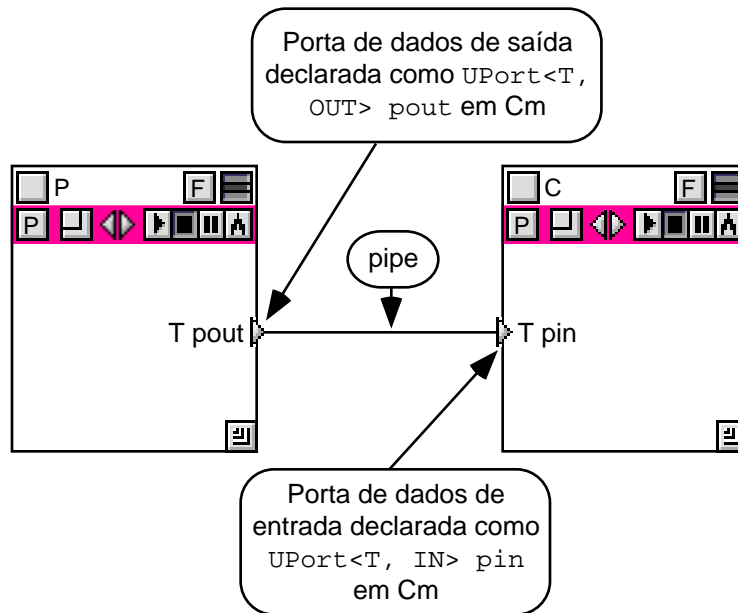 Porta de dados de saída
declarada como UPort<T,
OUT> pout em Cm
P F
C F
P
P
pipe
T pout
T pin
Porta de dados de
entrada declarada como
UPort<T, IN> pin
em Cm